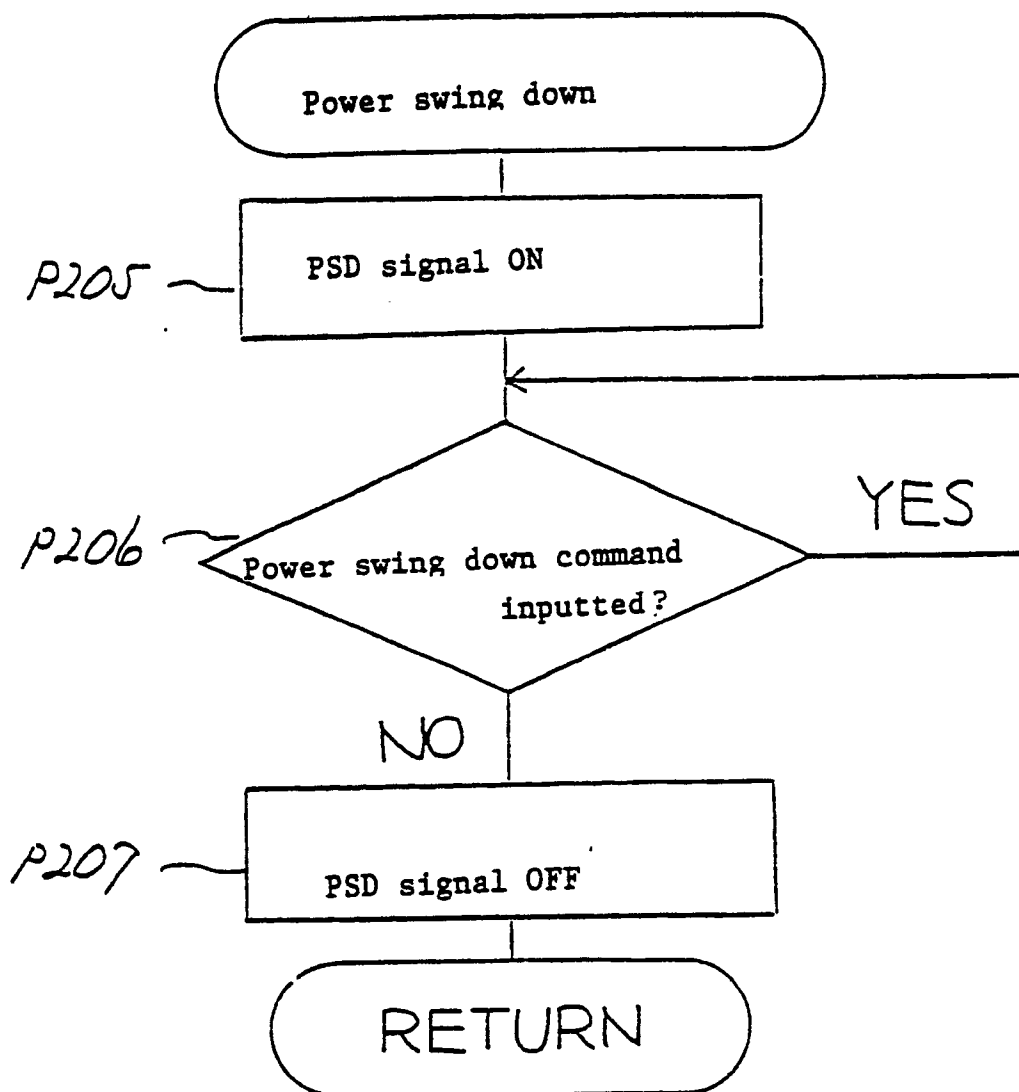 Power swing down
PSD signal ON
P205
YES
P206
Power swing down command
inputted?
NO
P207
PSD signal OFF
RETURN